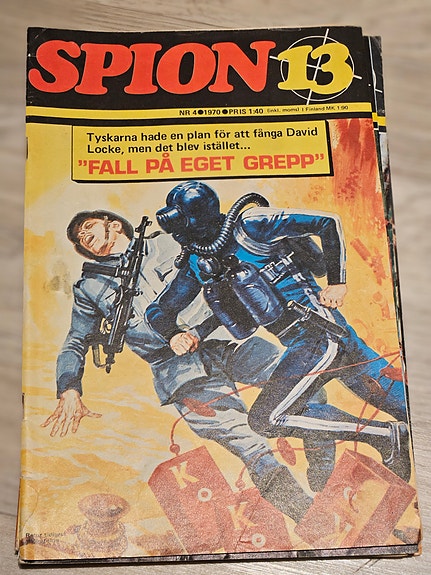 SPION 13
NR 4●1970●PRIS 1:40 (inkl. moms) I Finland MK 1:90
Tyskarna hade en plan för att fånga David
Locke, men det blev istället...
"FALL PÅ EGET GREPP"
K
O
K
O